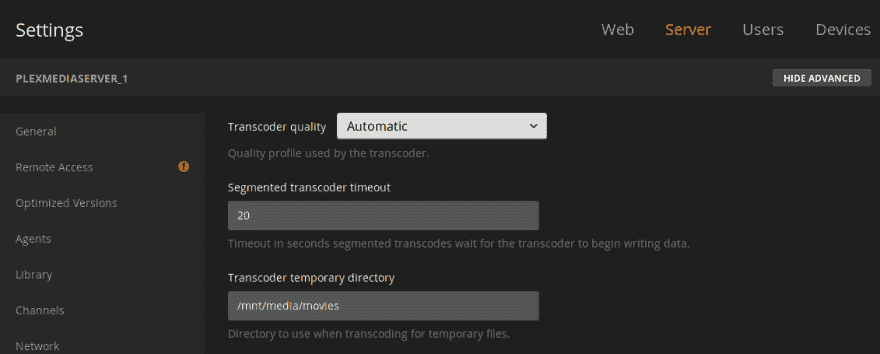 Settings
Web Server Users Devices
PLEXMEDIASERVER_1
HIDE ADVANCED
General
Remote Access
Optimized Versions
Agents
Library
Channels
Network
Transcoder quality Automatic
Quality profile used by the transcoder.
Segmented transcoder timeout
20
Timeout in seconds segmented transcodes wait for the transcoder to begin writing data.
Transcoder temporary directory
/mnt/media/movies
Directory to use when transcoding for temporary files.